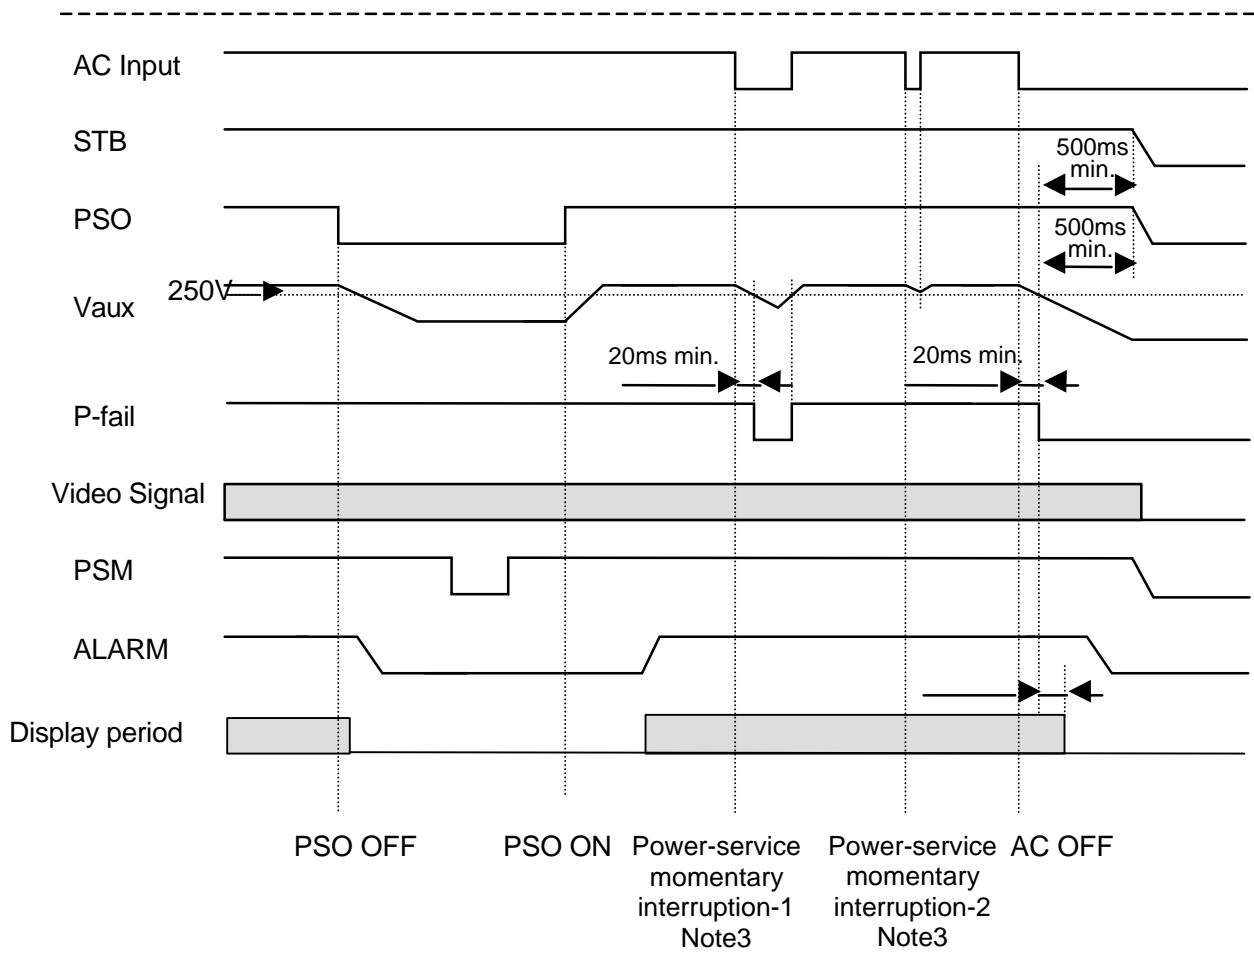 AC Input
STB
500ms
min.
PSO
500ms
min.
250V
Vaux
20ms min.
20ms min.
P-fail
Video Signal
PSM
ALARM
Display period
PSO OFF
PSO ON
Power-service
momentary
interruption-1
Note3
Power-service
momentary
interruption-2
Note3
AC OFF